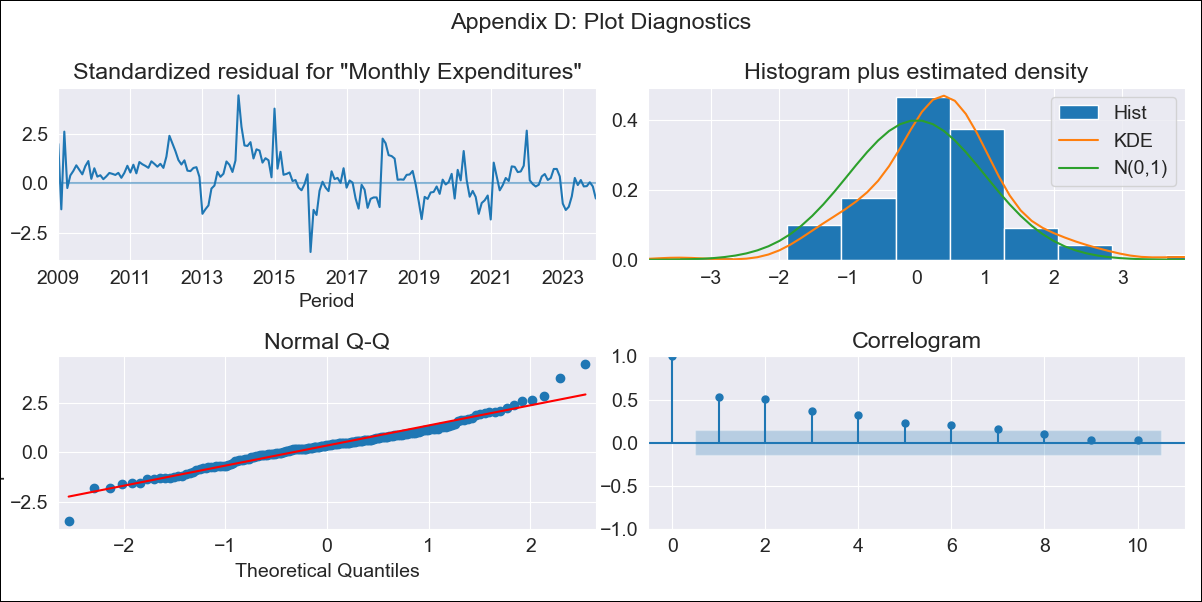 Appendix D: Plot Diagnostics
Standardized residual for "Monthly Expenditures"
2.5
0.0
−2.5
2009 2011 2013 2015 2017 2019 2021 2023
Period
Histogram plus estimated density
0.4
0.2
0.0
−3 −2 −1 0 1 2 3
Hist
KDE
N(0,1)
Normal Q-Q
2.5
0.0
−2.5
−2 −1 0 1 2
Theoretical Quantiles
Correlogram
1.0
0.5
0.0
−0.5
−1.0
0 2 4 6 8 10